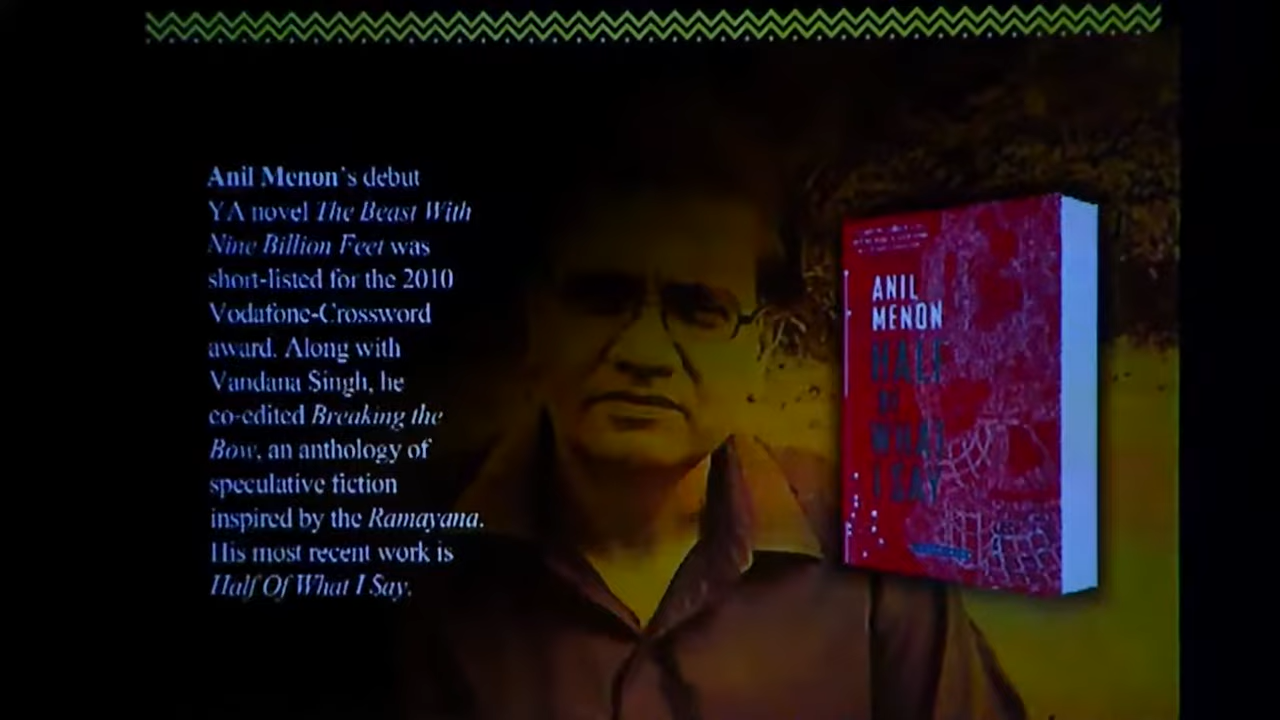 Anil Menon's debut
YA novel The Beast With
Nine Billion Feet was
short-listed for the 2010
Vodafone-Crossword
award. Along with
Vandana Singh, he
co-edited Breaking the
Bow, an anthology of
speculative fiction
inspired by the Ramayana.
His most recent work is
Half Of What I Say.
ANIL
MENON
HALF
OF
WHAT
I SAY